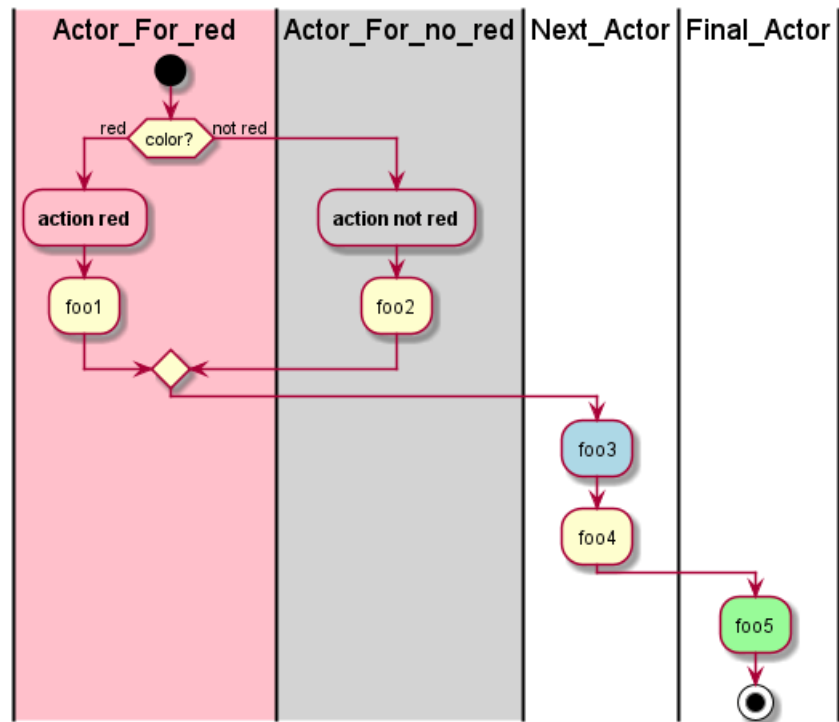 Actor_For_red
Actor_For_no_red
Next_Actor
Final_Actor
red
color?
not red
action red
action not red
foo1
foo2
foo3
foo4
foo5